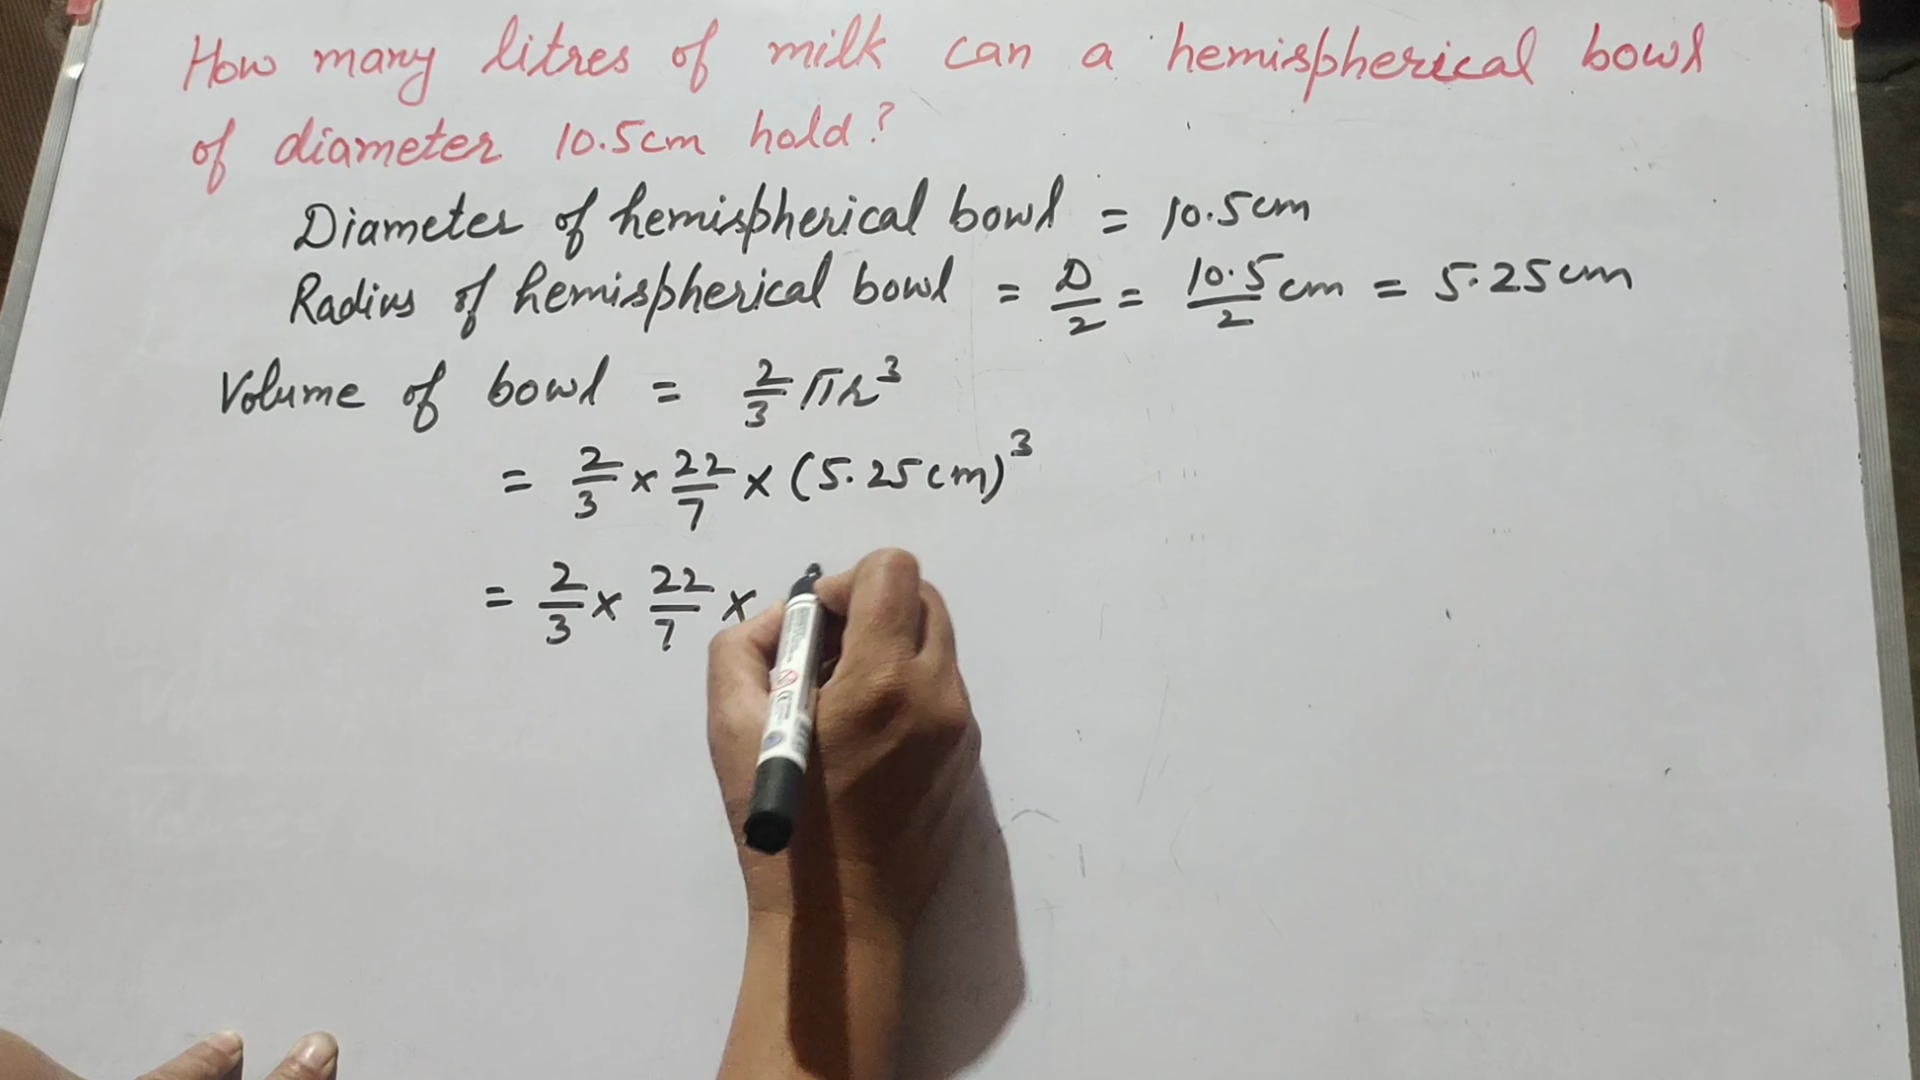 How many litres of milk can a hemispherical bowl
of diameter 10.5cm hold?
Diameter of hemispherical bowl = 10.5cm
Radius of hemispherical bowl = D/2 = 10.5/2 cm = 5.25cm
Volume of bowl = 2/3 πr³
= 2/3 × 22/7 × (5.25cm)³
= 2/3 × 22/7 ×